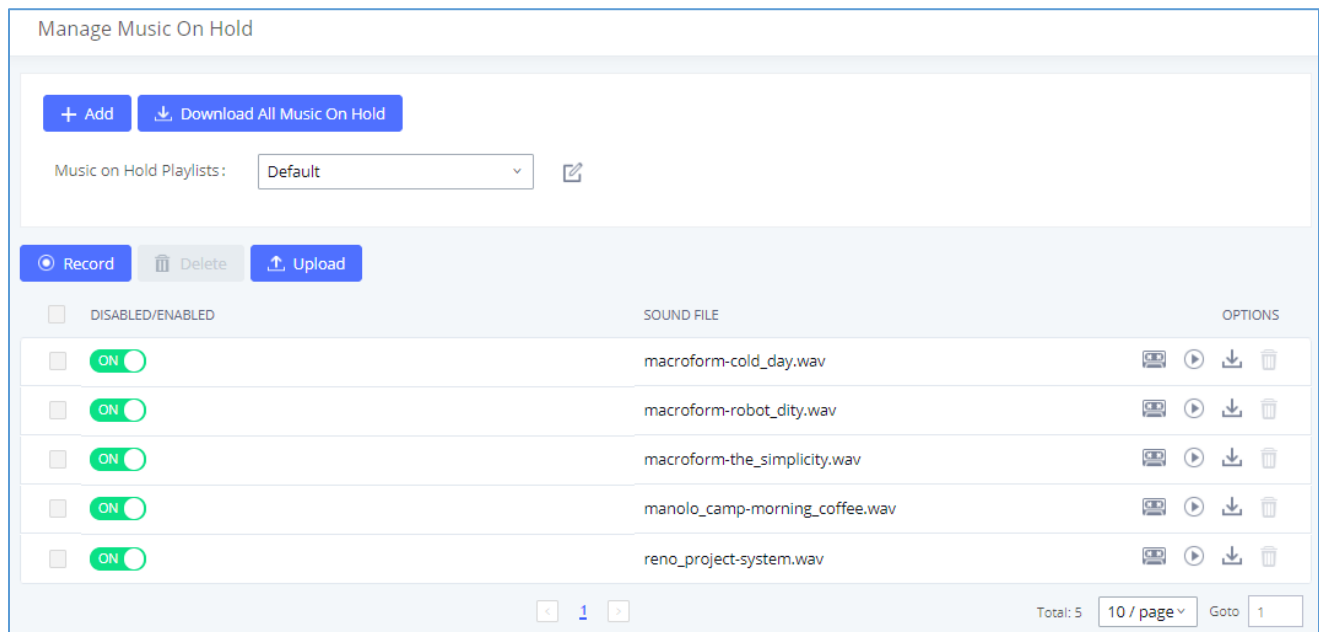 Manage Music On Hold
+ Add Download All Music On Hold
Music on Hold Playlists: Default
Record Delete Upload
DISABLED/ENABLED SOUND FILE OPTIONS
ON macroform-cold_day.wav
ON macroform-robot_dity.wav
ON macroform-the_simplicity.wav
ON manolo_camp-morning_coffee.wav
ON reno_project-system.wav
< 1 > Total: 5 10 / page Goto 1